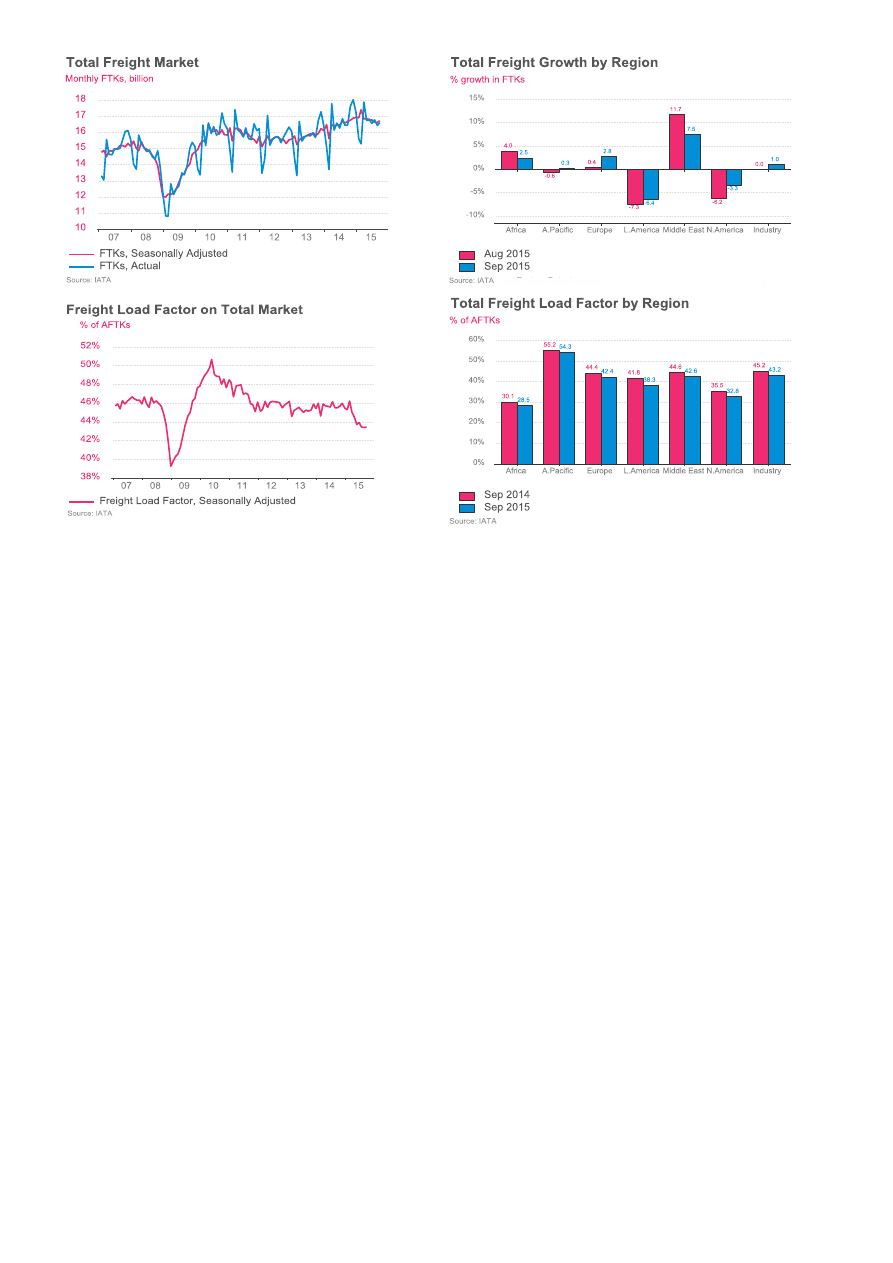 Total Freight Market
Monthly FTKs, billion
18
17
16
15
14
13
12
11
10
07 08 09 10 11 12 13 14 15
FTKs, Seasonally Adjusted
FTKs, Actual
Source: IATA
Total Freight Growth by Region
% growth in FTKs
15%
10%
5%
0%
-5%
-10%
4.0 2.5 -0.6 0.3 0.4 2.8 -7.3 -6.4 11.7 7.5 -6.2 -3.3 0.0 1.0
Africa A.Pacific Europe L.America Middle East N.America Industry
Aug 2015
Sep 2015
Source: IATA
Freight Load Factor on Total Market
% of AFTKs
52%
50%
48%
46%
44%
42%
40%
38%
07 08 09 10 11 12 13 14 15
Freight Load Factor, Seasonally Adjusted
Source: IATA
Total Freight Load Factor by Region
% of AFTKs
60%
50%
40%
30%
20%
10%
0%
30.1 28.5 55.2 54.3 44.4 42.4 41.8 38.3 44.6 42.6 35.5 32.8 45.2 43.2
Africa A.Pacific Europe L.America Middle East N.America Industry
Sep 2014
Sep 2015
Source: IATA